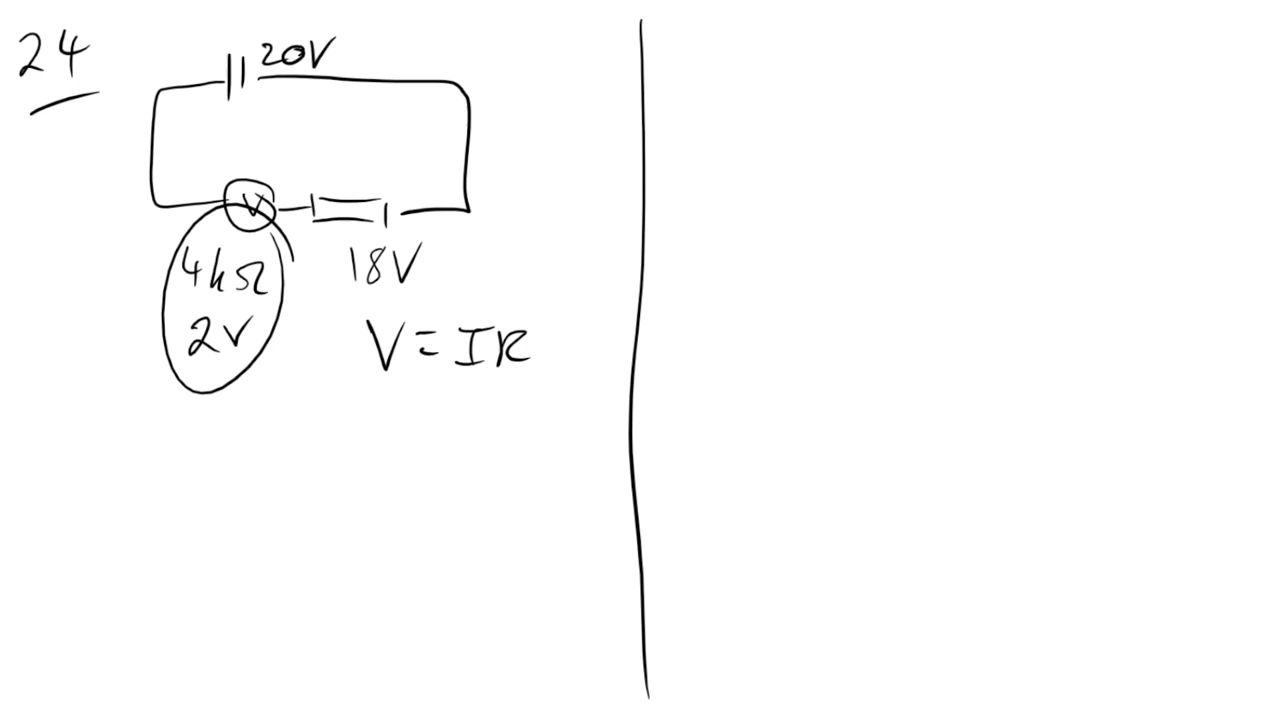 24
20V
V
4kΩ
18V
2V
V = IR